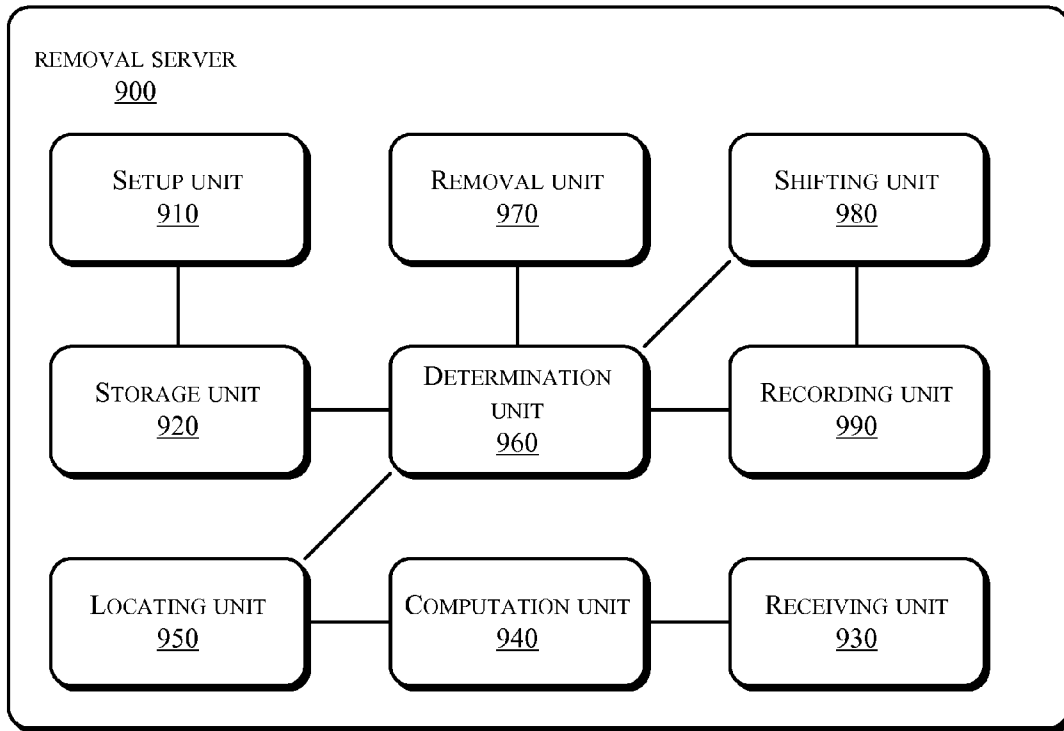 REMOVAL SERVER
900
SETUP UNIT
910
REMOVAL UNIT
970
SHIFTING UNIT
980
STORAGE UNIT
920
DETERMINATION
UNIT
960
RECORDING UNIT
990
LOCATING UNIT
950
COMPUTATION UNIT
940
RECEIVING UNIT
930